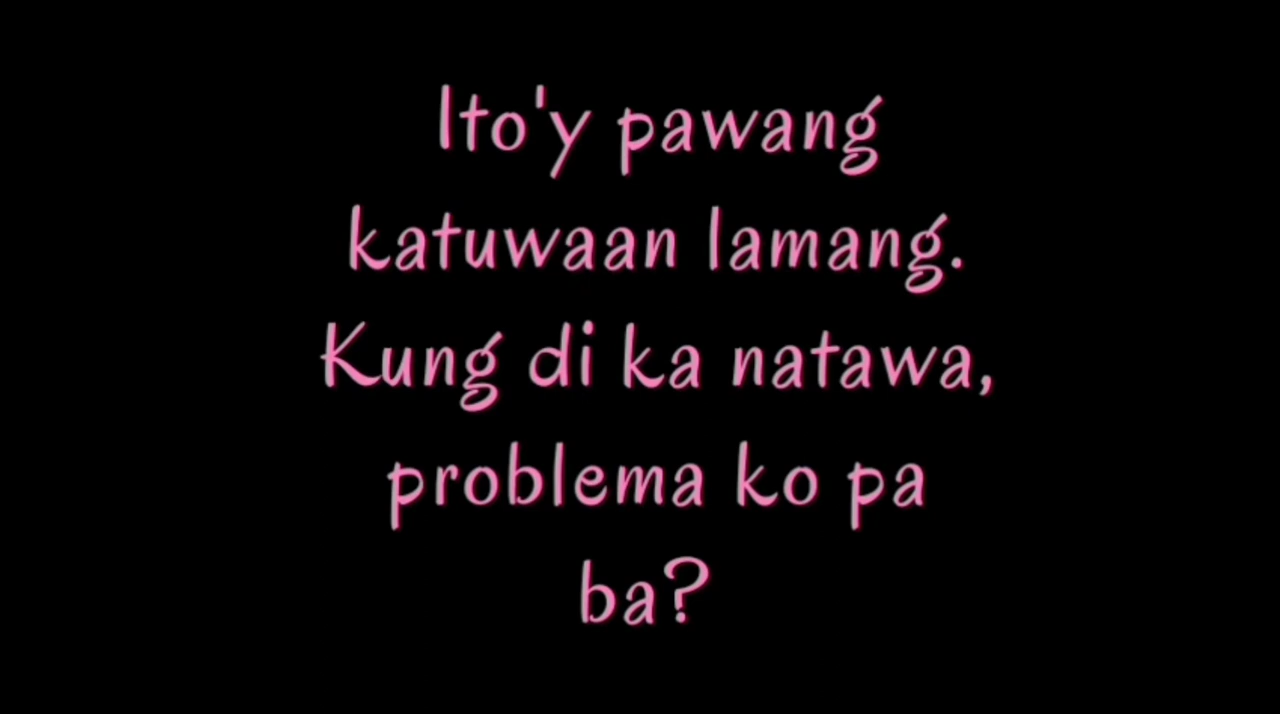 Ito'y pawang
katuwaan lamang.
Kung di ka natawa,
problema ko pa
ba?